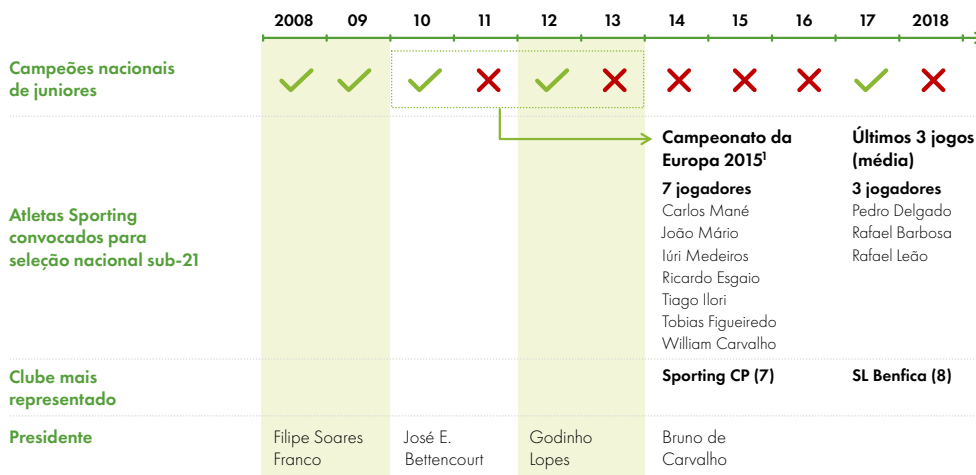 2008 09 10 11 12 13 14 15 16 17 2018
Campeões nacionais
de juniores
Campeonato da
Europa 2015¹
7 jogadores
Carlos Mané
João Mário
Iúri Medeiros
Ricardo Esgaio
Tiago Ilori
Tobias Figueiredo
William Carvalho
Últimos 3 jogos
(média)
3 jogadores
Pedro Delgado
Rafael Barbosa
Rafael Leão
Atletas Sporting
convocados para
seleção nacional sub-21
Clube mais
representado
Sporting CP (7)
SL Benfica (8)
Presidente
Filipe Soares
Franco
José E.
Bettencourt
Godinho
Lopes
Bruno de
Carvalho